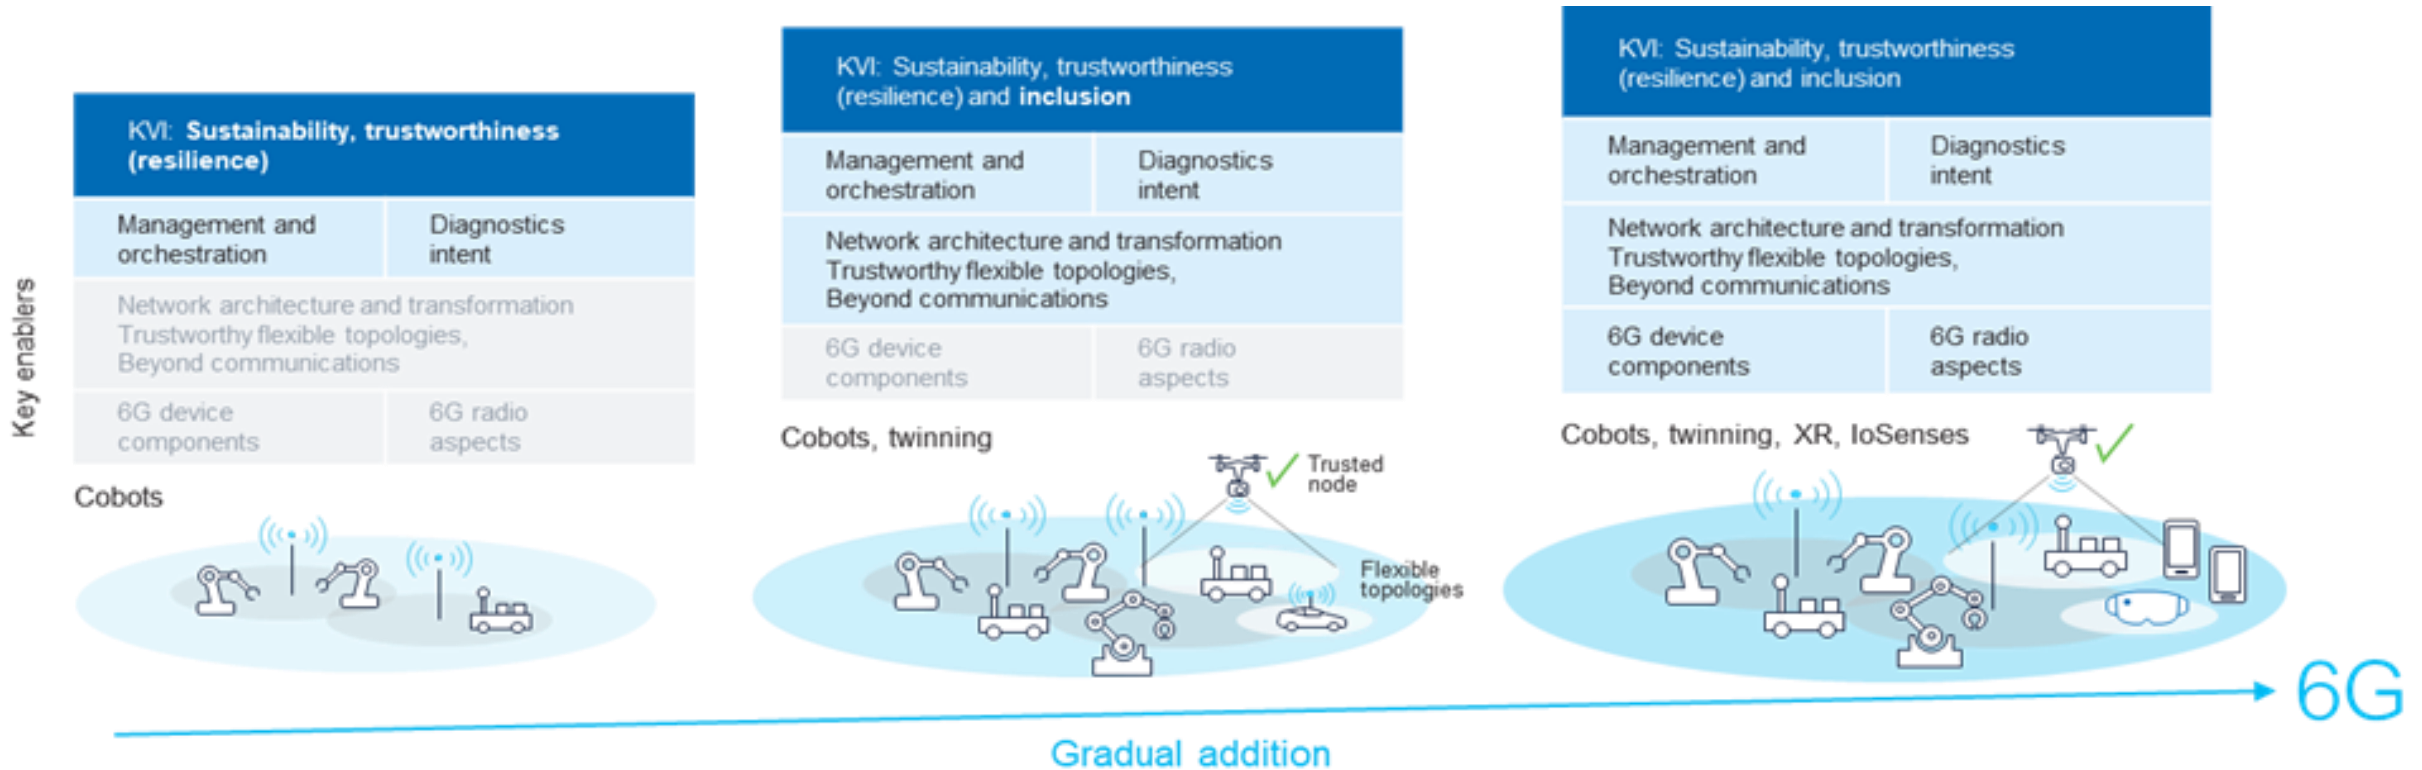 Key enablers
KVI: Sustainability, trustworthiness
(resilience)
Management and
orchestration
Diagnostics
intent
Network architecture and transformation
Trustworthy flexible topologies,
Beyond communications
6G device
components
6G radio
aspects
Cobots
KVI: Sustainability, trustworthiness
(resilience) and inclusion
Management and
orchestration
Diagnostics
intent
Network architecture and transformation
Trustworthy flexible topologies,
Beyond communications
6G device
components
6G radio
aspects
Cobots, twinning
Trusted
node
Flexible
topologies
KVI: Sustainability, trustworthiness
(resilience) and inclusion
Management and
orchestration
Diagnostics
intent
Network architecture and transformation
Trustworthy flexible topologies,
Beyond communications
6G device
components
6G radio
aspects
Cobots, twinning, XR, IoSenses
Gradual addition
6G